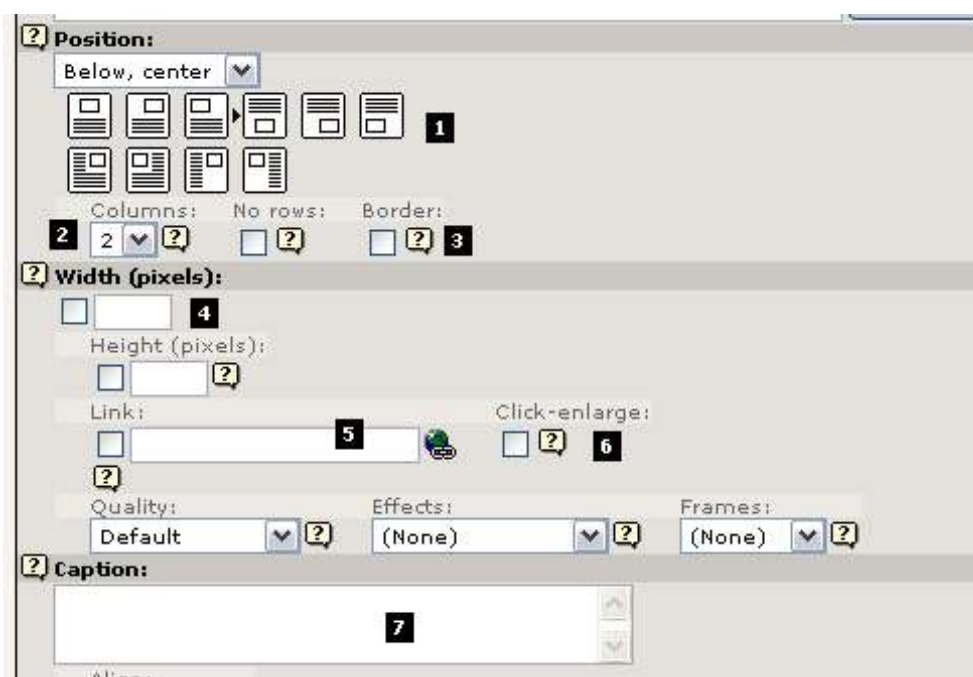 ? Position:
Below, center
1
Columns: No rows: Border:
2 2 ? ? ? 3
? Width (pixels):
4
Height (pixels):
?
Link: Click-enlarge:
5 ? 6
?
Quality: Effects: Frames:
Default ? (None) ? (None) ?
? Caption:
7